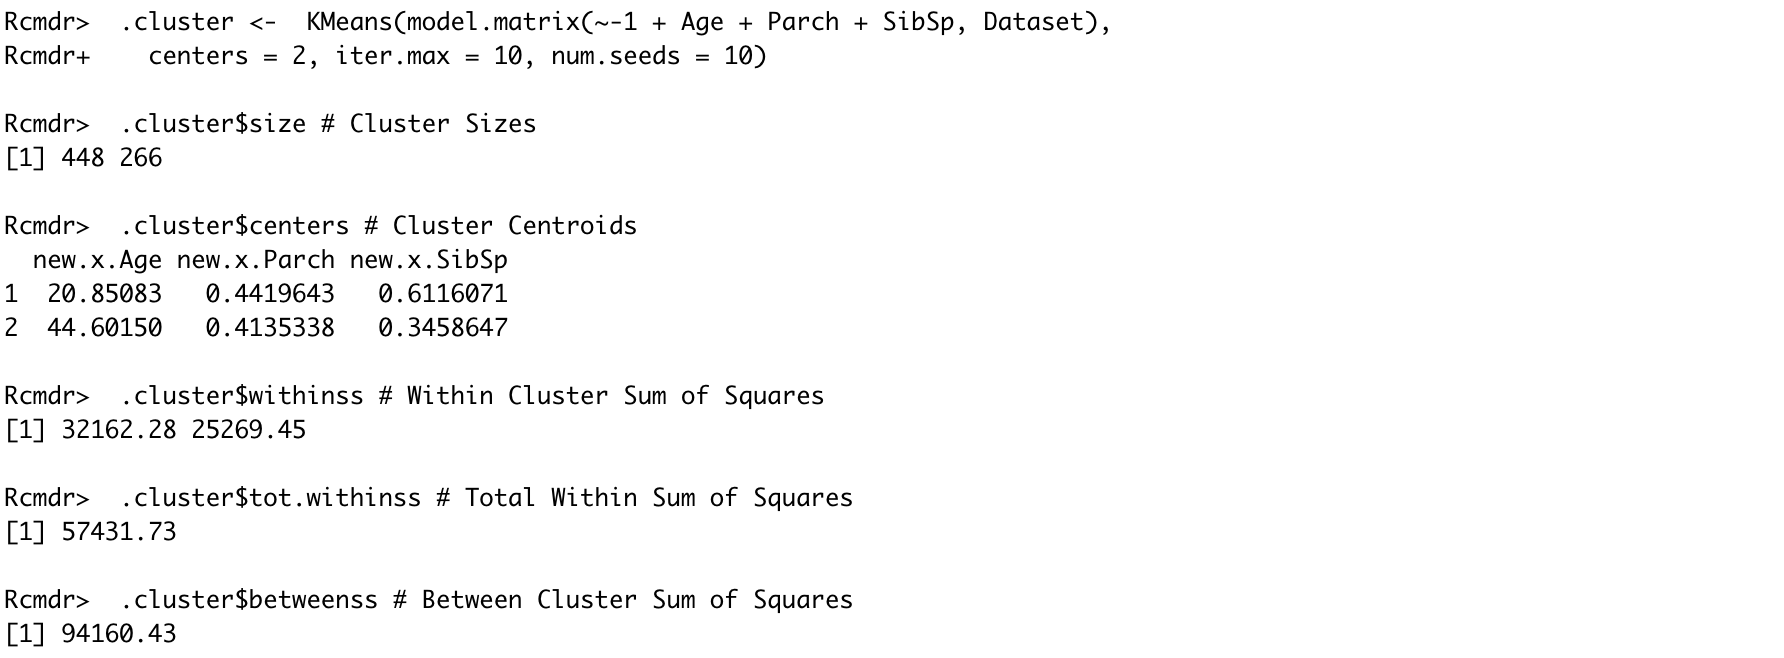 Rcmdr>  .cluster <-  KMeans(model.matrix(~-1 + Age + Parch + SibSp, Dataset),
Rcmdr+    centers = 2, iter.max = 10, num.seeds = 10)
Rcmdr>  .cluster$size # Cluster Sizes
[1] 448 266
Rcmdr>  .cluster$centers # Cluster Centroids
  new.x.Age new.x.Parch new.x.SibSp
1  20.85083   0.4419643   0.6116071
2  44.60150   0.4135338   0.3458647
Rcmdr>  .cluster$withinss # Within Cluster Sum of Squares
[1] 32162.28 25269.45
Rcmdr>  .cluster$tot.withinss # Total Within Sum of Squares
[1] 57431.73
Rcmdr>  .cluster$betweenss # Between Cluster Sum of Squares
[1] 94160.43